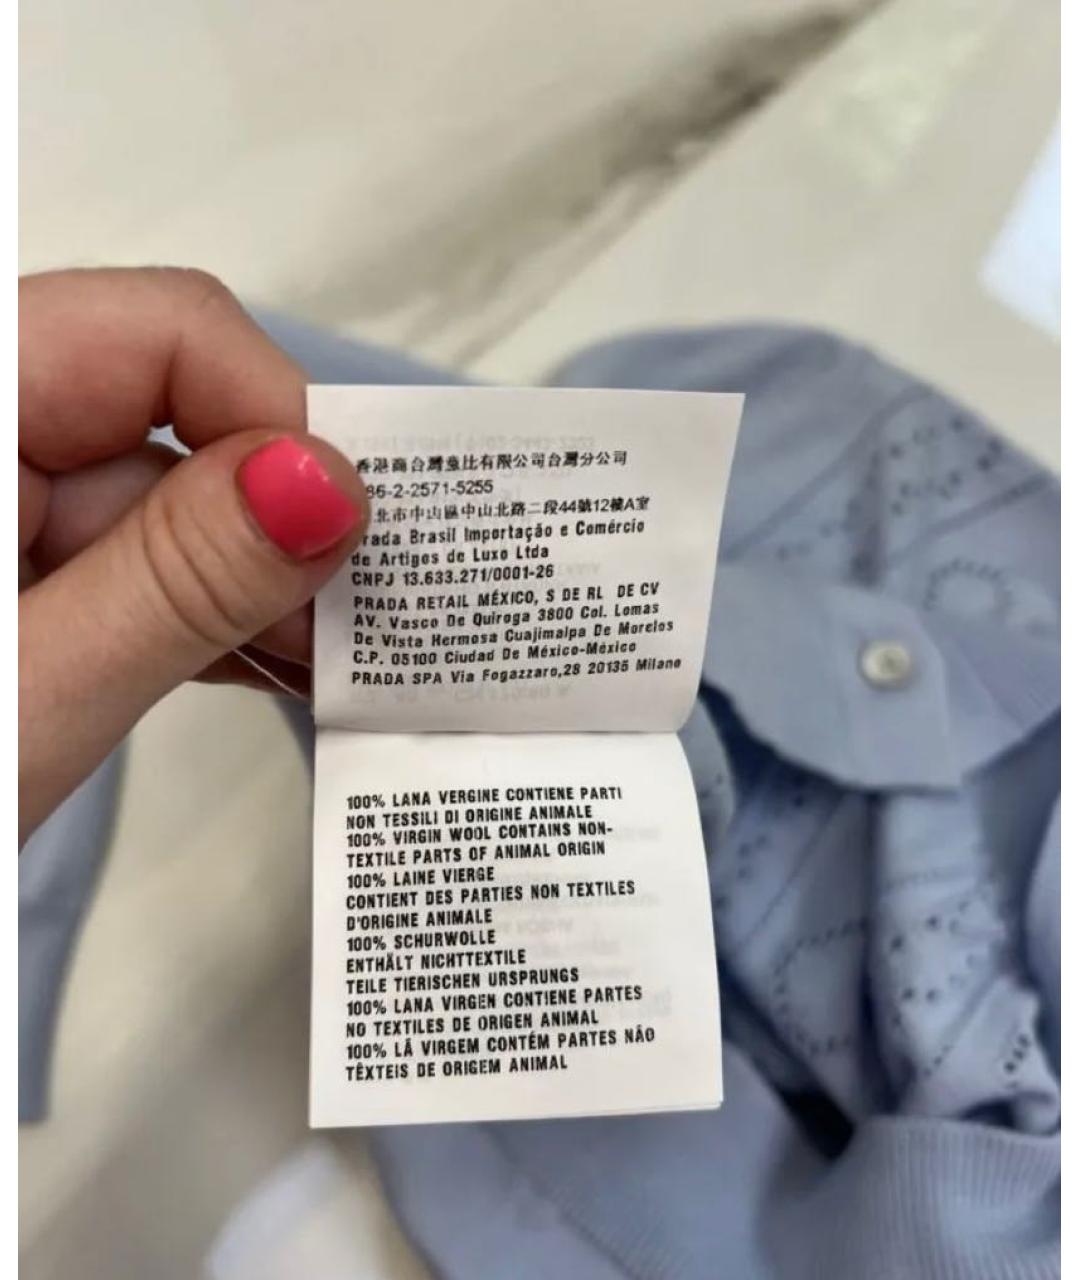 香港商台灣普比有限公司台灣分公司
86-2-2571-5255
北市中山區中山北路二段44號12樓A室
rada Brasil Importação e Comércio
de Artigos de Luxo Ltda
CNPJ 13.633.271/0001-26
PRADA RETAIL MÉXICO, S DE RL DE CV
AV. Vasco De Quiroga 3800 Col. Lomas
De Vista Hermosa Cuajimalpa De Morelos
C.P. 05100 Ciudad De México-México
PRADA SPA Via Fogazzaro,28 20135 Milano
100% LANA VERGINE CONTIENE PARTI
NON TESSILI DI ORIGINE ANIMALE
100% VIRGIN WOOL CONTAINS NON-
TEXTILE PARTS OF ANIMAL ORIGIN
100% LAINE VIERGE
CONTIENT DES PARTIES NON TEXTILES
D'ORIGINE ANIMALE
100% SCHURWOLLE
ENTHÄLT NICHTTEXTILE
TEILE TIERISCHEN URSPRUNGS
100% LANA VIRGEN CONTIENE PARTES
NO TEXTILES DE ORIGEN ANIMAL
100% LÃ VIRGEM CONTÉM PARTES NÃO
TÊXTEIS DE ORIGEM ANIMAL